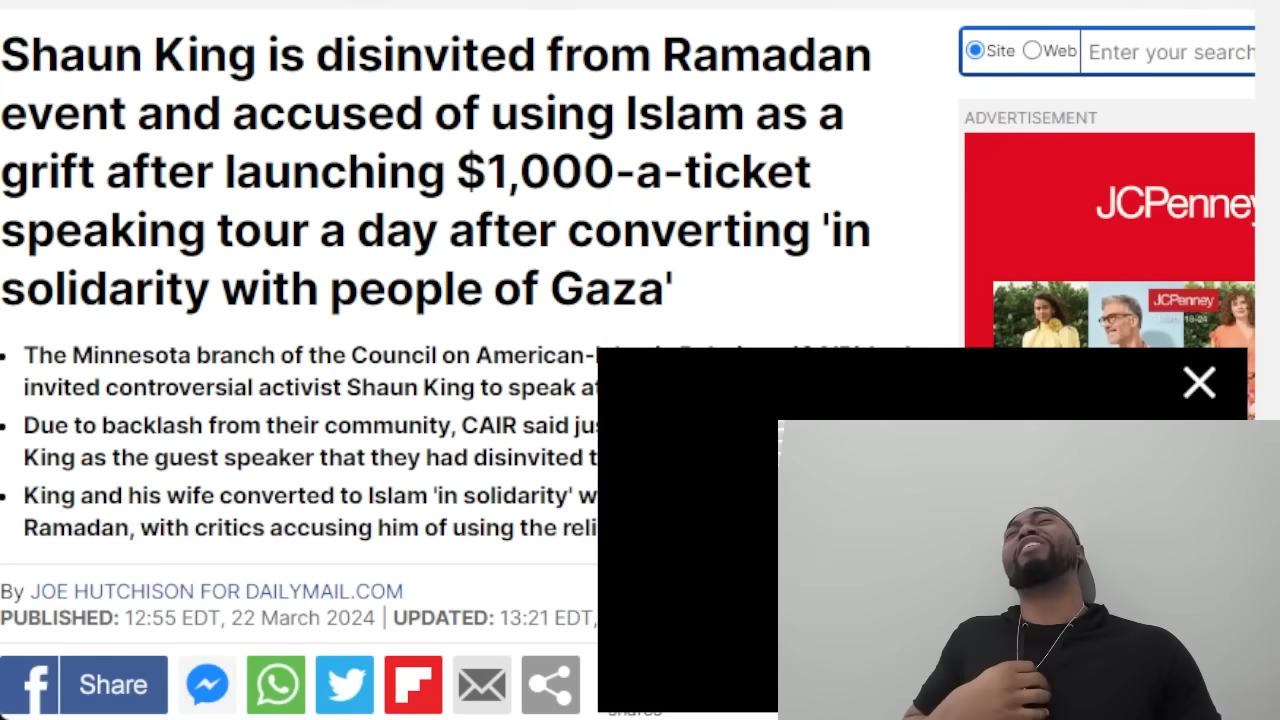 Shaun King is disinvited from Ramadan
event and accused of using Islam as a
grift after launching $1,000-a-ticket
speaking tour a day after converting 'in
solidarity with people of Gaza'
The Minnesota branch of the Council on American-
invited controversial activist Shaun King to speak
Due to backlash from their community, CAIR said
King as the guest speaker that they had disinvited
King and his wife converted to Islam 'in solidarity'
Ramadan, with critics accusing him of using the
By JOE HUTCHISON FOR DAILYMAIL.COM
PUBLISHED: 12:55 EDT, 22 March 2024 | UPDATED: 13:21 EDT,
Share
shares
Site Web Enter your search
ADVERTISEMENT
JCPenney
JCPenney